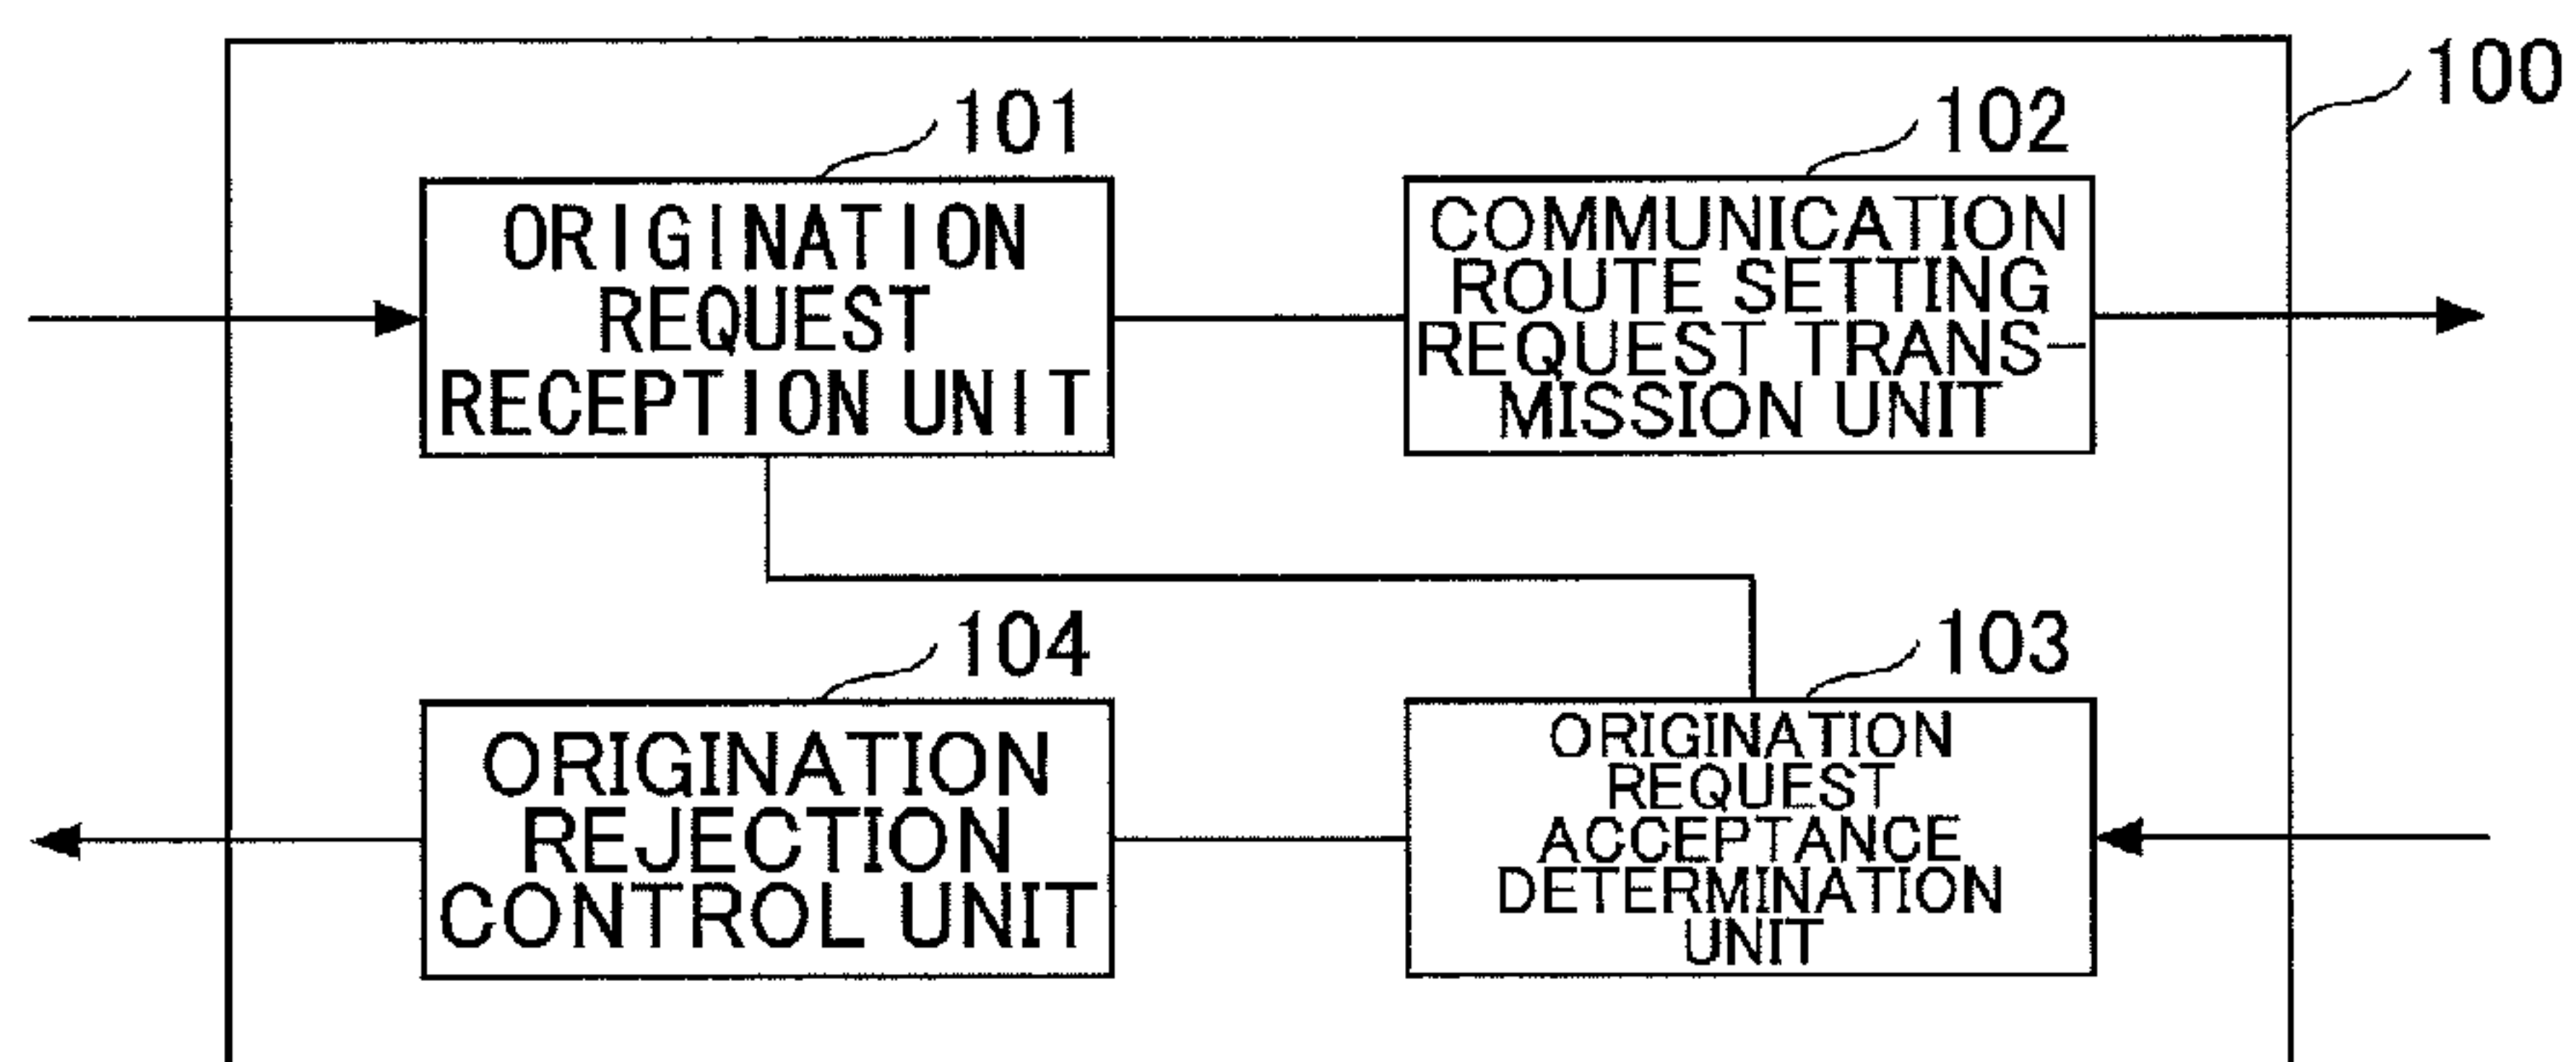 100
101
ORIGINATION
REQUEST
RECEPTION UNIT
102
COMMUNICATION
ROUTE SETTING
REQUEST TRANS-
MISSION UNIT
104
ORIGINATION
REJECTION
CONTROL UNIT
103
ORIGINATION
REQUEST
ACCEPTANCE
DETERMINATION
UNIT